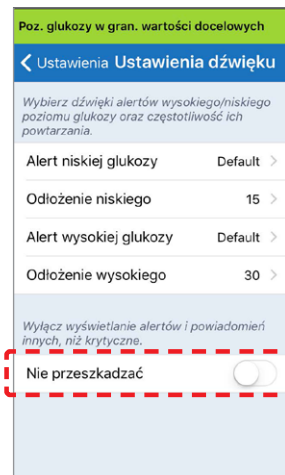 Poz. glukozy w gran. wartości docelowych
Ustawienia Ustawienia dźwięku
Wybierz dźwięki alertów wysokiego/niskiego
poziomu glukozy oraz częstotliwość ich
powtarzania.
Alert niskiej glukozy Default
Odłożenie niskiego 15
Alert wysokiej glukozy Default
Odłożenie wysokiego 30
Wyłącz wyświetlanie alertów i powiadomień
innych, niż krytyczne.
Nie przeszkadzać